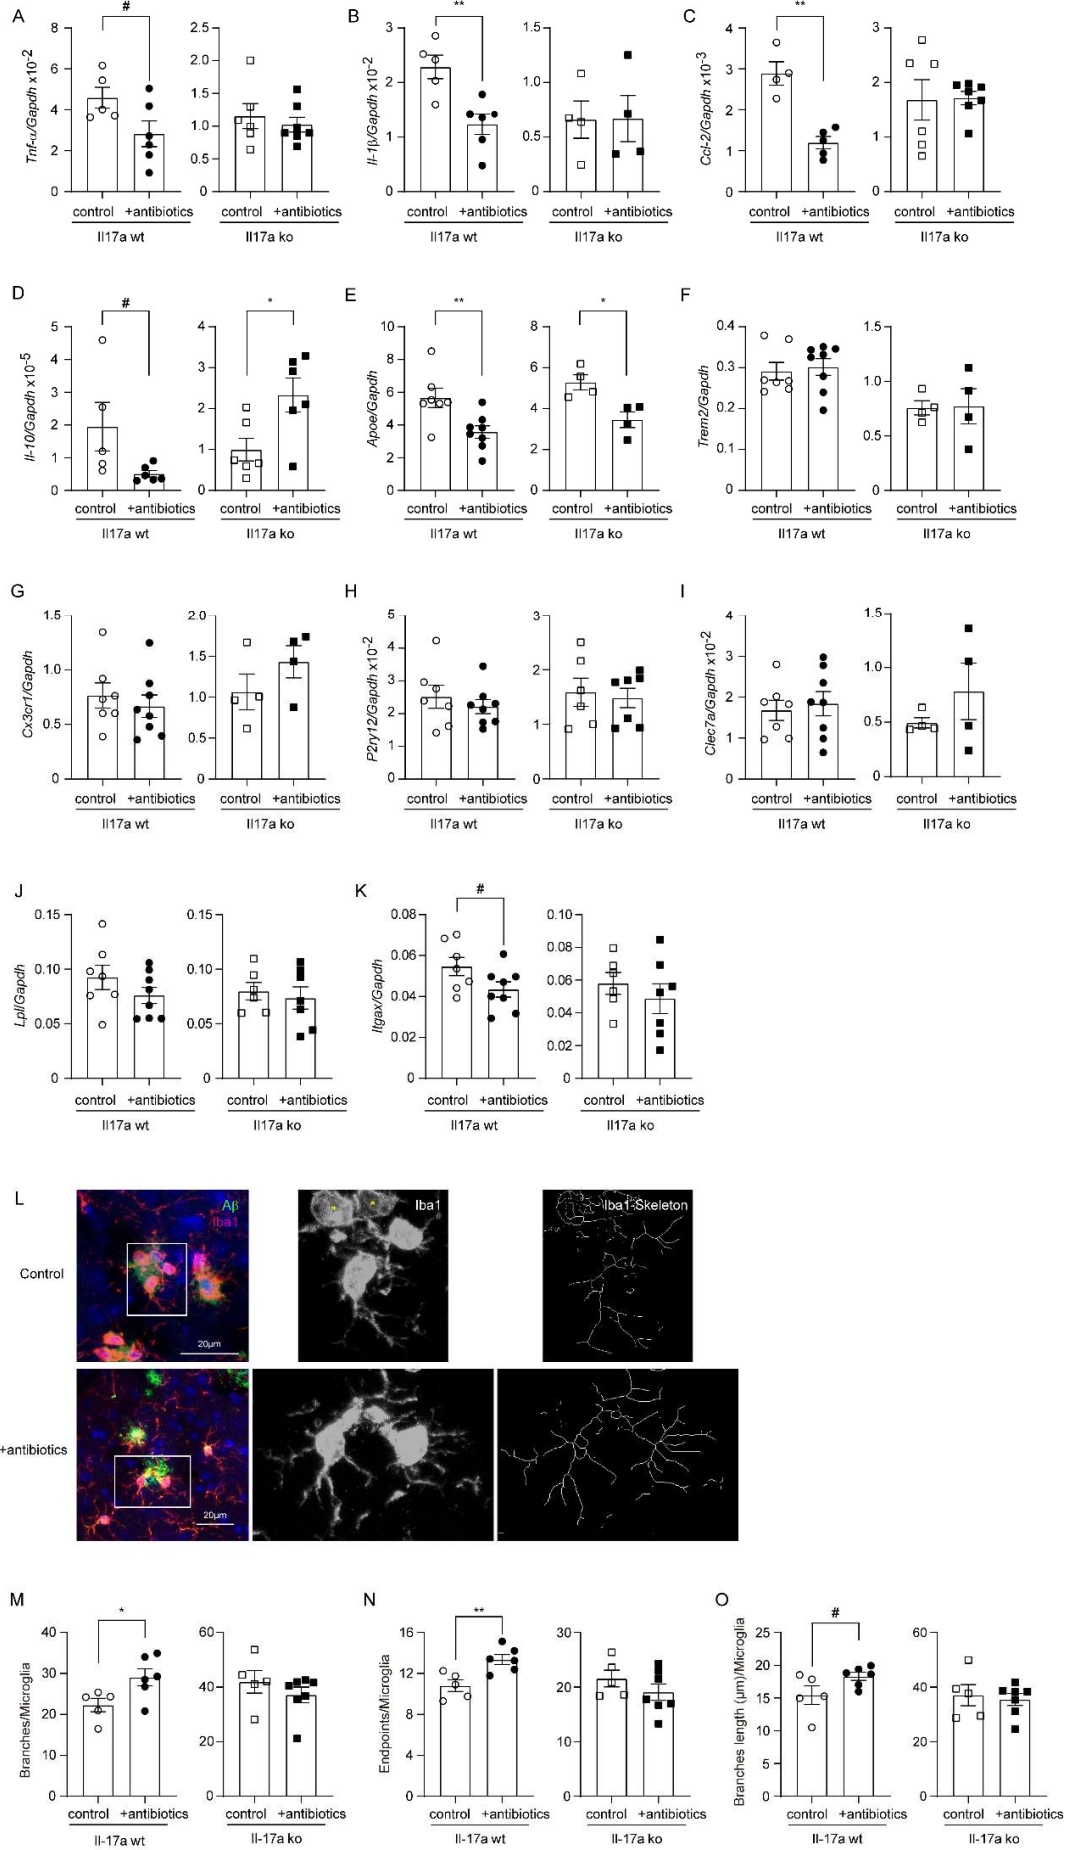 A
#
Tnf-α/Gapdh x10-2
8
6
4
2
0
2.5
2.0
1.5
1.0
0.5
0
control +antibiotics
control +antibiotics
Il17a wt
Il17a ko
B
**
Il-1β/Gapdh x10-2
3
2
1
0
1.5
1.0
0.5
0
control +antibiotics
control +antibiotics
Il17a wt
Il17a ko
C
**
Ccl-2/Gapdh x10-3
4
3
2
1
0
3
2
1
0
control +antibiotics
control +antibiotics
Il17a wt
Il17a ko
D
#
*
Il-10/Gapdh x10-5
5
4
3
2
1
0
4
3
2
1
0
control +antibiotics
control +antibiotics
Il17a wt
Il17a ko
E
**
*
Apoe/Gapdh
10
8
6
4
2
0
8
6
4
2
0
control +antibiotics
control +antibiotics
Il17a wt
Il17a ko
F
Trem2/Gapdh
0.4
0.3
0.2
0.1
0
1.5
1.0
0.5
0
control +antibiotics
control +antibiotics
Il17a wt
Il17a ko
G
Cx3cr1/Gapdh
1.5
1.0
0.5
0
2.0
1.5
1.0
0.5
0
control +antibiotics
control +antibiotics
Il17a wt
Il17a ko
H
P2ry12/Gapdh x10-2
5
4
3
2
1
0
3
2
1
0
control +antibiotics
control +antibiotics
Il17a wt
Il17a ko
I
Clec7a/Gapdh x10-2
4
3
2
1
0
1.5
1.0
0.5
0
control +antibiotics
control +antibiotics
Il17a wt
Il17a ko
J
Lpl/Gapdh
0.15
0.10
0.05
0
0.15
0.10
0.05
0
control +antibiotics
control +antibiotics
Il17a wt
Il17a ko
K
#
Itgax/Gapdh
0.08
0.06
0.04
0.02
0
0.10
0.08
0.06
0.04
0.02
0
control +antibiotics
control +antibiotics
Il17a wt
Il17a ko
L
Control
Aβ
Iba1
20µm
* *
Iba1
Iba1-Skeleton
+antibiotics
20µm
M
*
Branches/Microglia
40
30
20
10
0
60
40
20
0
control +antibiotics
control +antibiotics
Il-17a wt
Il-17a ko
N
**
Endpoints/Microglia
16
12
8
4
0
30
20
10
0
control +antibiotics
control +antibiotics
Il-17a wt
Il-17a ko
O
#
Branches length (µm)/Microglia
25
20
15
10
5
0
60
40
20
0
control +antibiotics
control +antibiotics
Il-17a wt
Il-17a ko